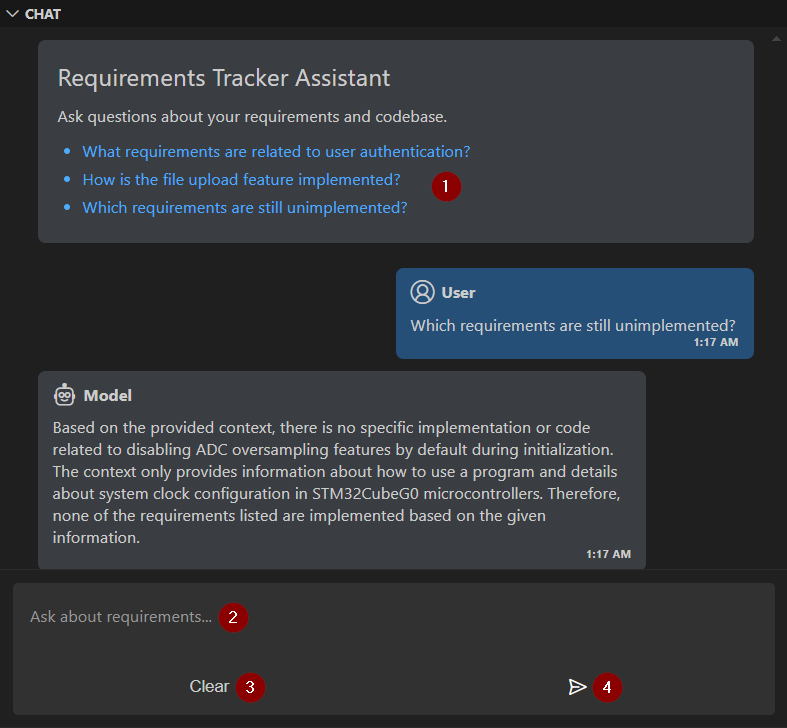 CHAT
Requirements Tracker Assistant
Ask questions about your requirements and codebase.
• What requirements are related to user authentication?
• How is the file upload feature implemented? 1
• Which requirements are still unimplemented?
User
Which requirements are still unimplemented?
1:17 AM
Model
Based on the provided context, there is no specific implementation or code
related to disabling ADC oversampling features by default during initialization.
The context only provides information about how to use a program and details
about system clock configuration in STM32CubeG0 microcontrollers. Therefore,
none of the requirements listed are implemented based on the given
information.
1:17 AM
Ask about requirements... 2
Clear 3
4